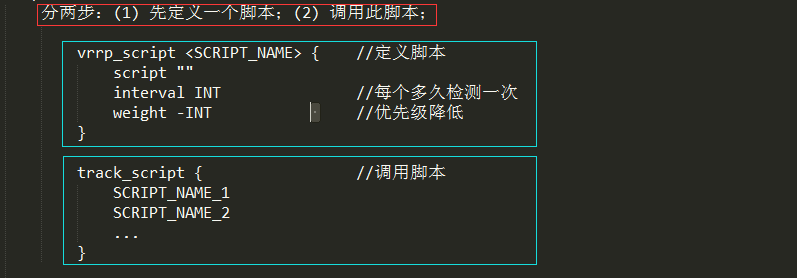 分两步：(1) 先定义一个脚本；(2) 调用此脚本；
vrrp_script <SCRIPT_NAME> { //定义脚本
script ""
interval INT //每个多久检测一次
weight -INT //优先级降低
}
track_script { //调用脚本
SCRIPT_NAME_1
SCRIPT_NAME_2
...
}